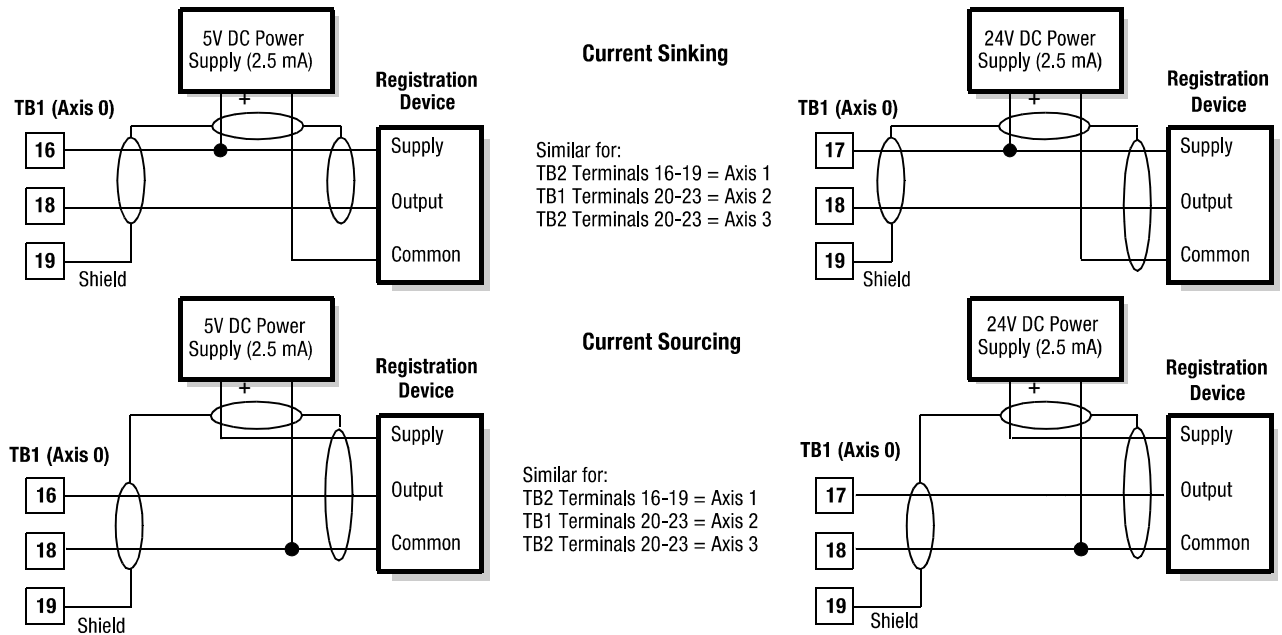 5V DC Power
Supply (2.5 mA)
+
TB1 (Axis 0)
Registration
Device
16
18
19
Shield
Supply
Output
Common
Current Sinking
Similar for:
TB2 Terminals 16-19 = Axis 1
TB1 Terminals 20-23 = Axis 2
TB2 Terminals 20-23 = Axis 3
24V DC Power
Supply (2.5 mA)
+
TB1 (Axis 0)
Registration
Device
17
18
19
Shield
Supply
Output
Common
5V DC Power
Supply (2.5 mA)
+
TB1 (Axis 0)
Registration
Device
16
18
19
Shield
Supply
Output
Common
Current Sourcing
Similar for:
TB2 Terminals 16-19 = Axis 1
TB1 Terminals 20-23 = Axis 2
TB2 Terminals 20-23 = Axis 3
24V DC Power
Supply (2.5 mA)
+
TB1 (Axis 0)
Registration
Device
17
18
19
Shield
Supply
Output
Common